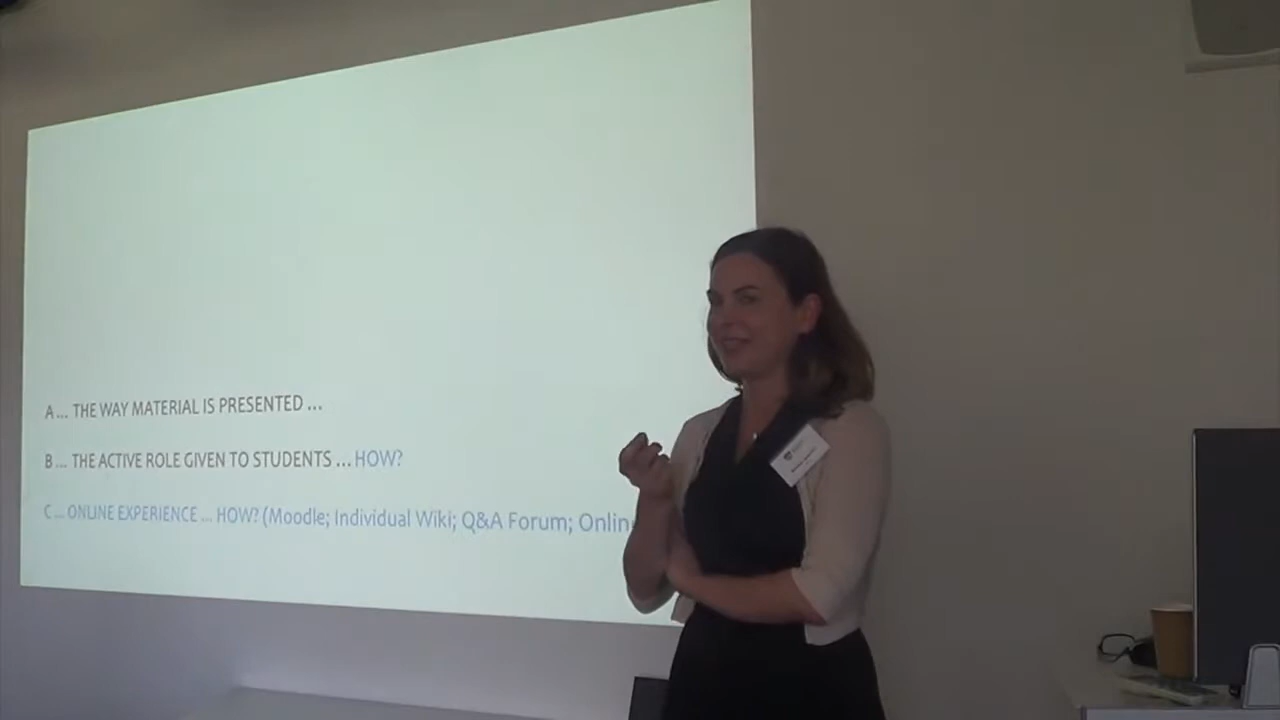 A ... THE WAY MATERIAL IS PRESENTED ...
B ... THE ACTIVE ROLE GIVEN TO STUDENTS ... HOW?
C ... ONLINE EXPERIENCE ... HOW? (Moodle; Individual Wiki; Q&A Forum; Onlin